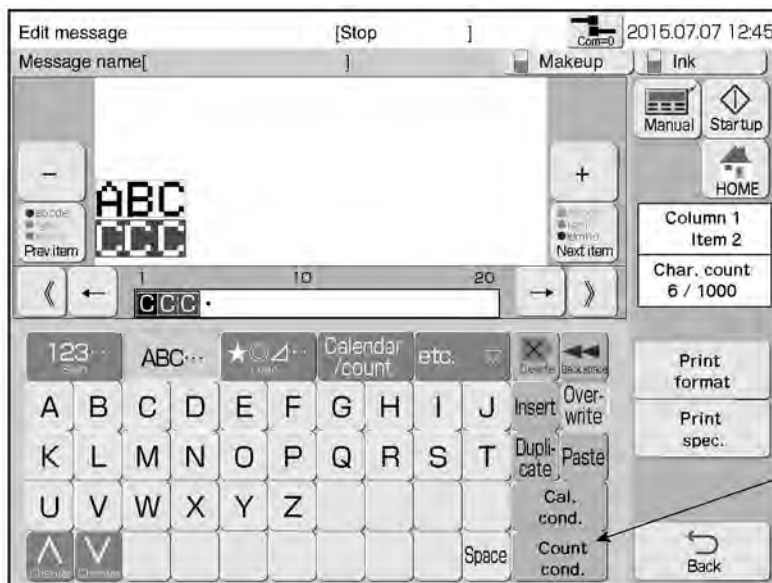 Edit message [Stop ] Com=0 2015.07.07 12:45
Message name[ ] Makeup Ink
Manual Startup
HOME
− +
ABC
CCC
Prev item Next item
Column 1
Item 2
Char. count
6 / 1000
1 10 20
《 ← → 》
CCC
123·· ABC··· ★○⊿·· Calendar /count etc. Delete Backspace
A B C D E F G H I J Insert Over-write
K L M N O P Q R S T Dupli-cate Paste
U V W X Y Z Cal. cond.
Change Change Space Count cond.
Print
format
Print
spec.
Back